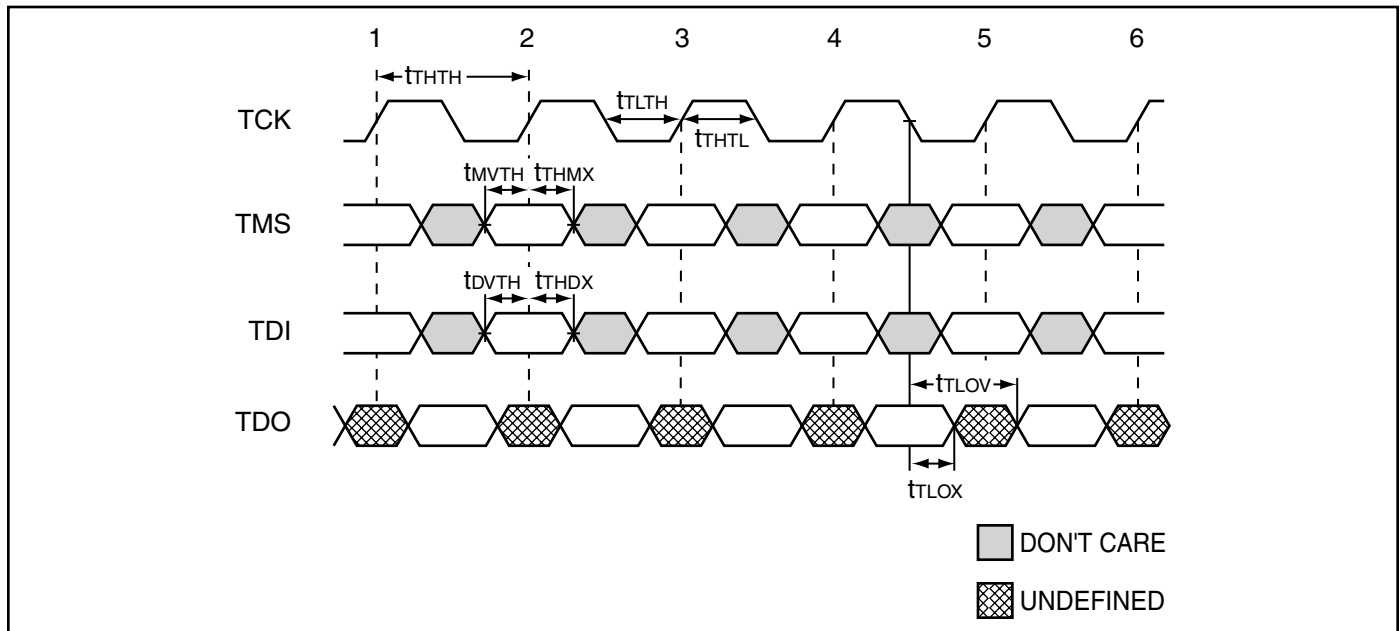 1 2 3 4 5 6
tTHTH
tTLTH
TCK
tTHTL
tMVTH tTHMX
TMS
tDVTH tTHDX
TDI
tTLOV
TDO
tTLOX
DON'T CARE
UNDEFINED